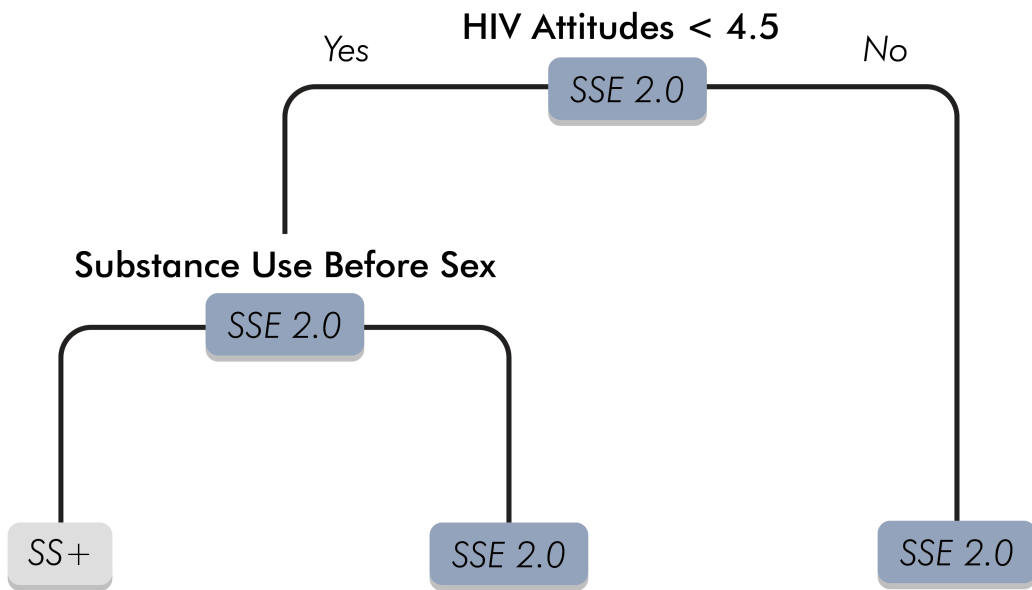 HIV Attitudes < 4.5
Yes
No
SSE 2.0
Substance Use Before Sex
SSE 2.0
SS+
SSE 2.0
SSE 2.0